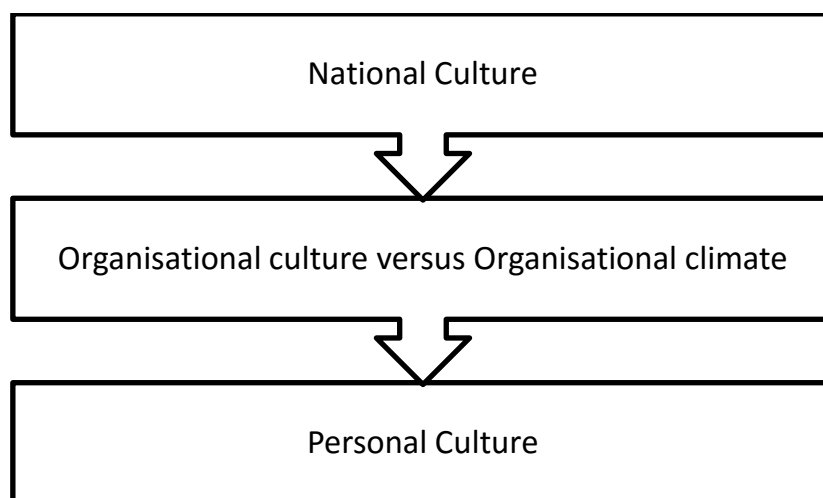 National Culture
Organisational culture versus Organisational climate
Personal Culture